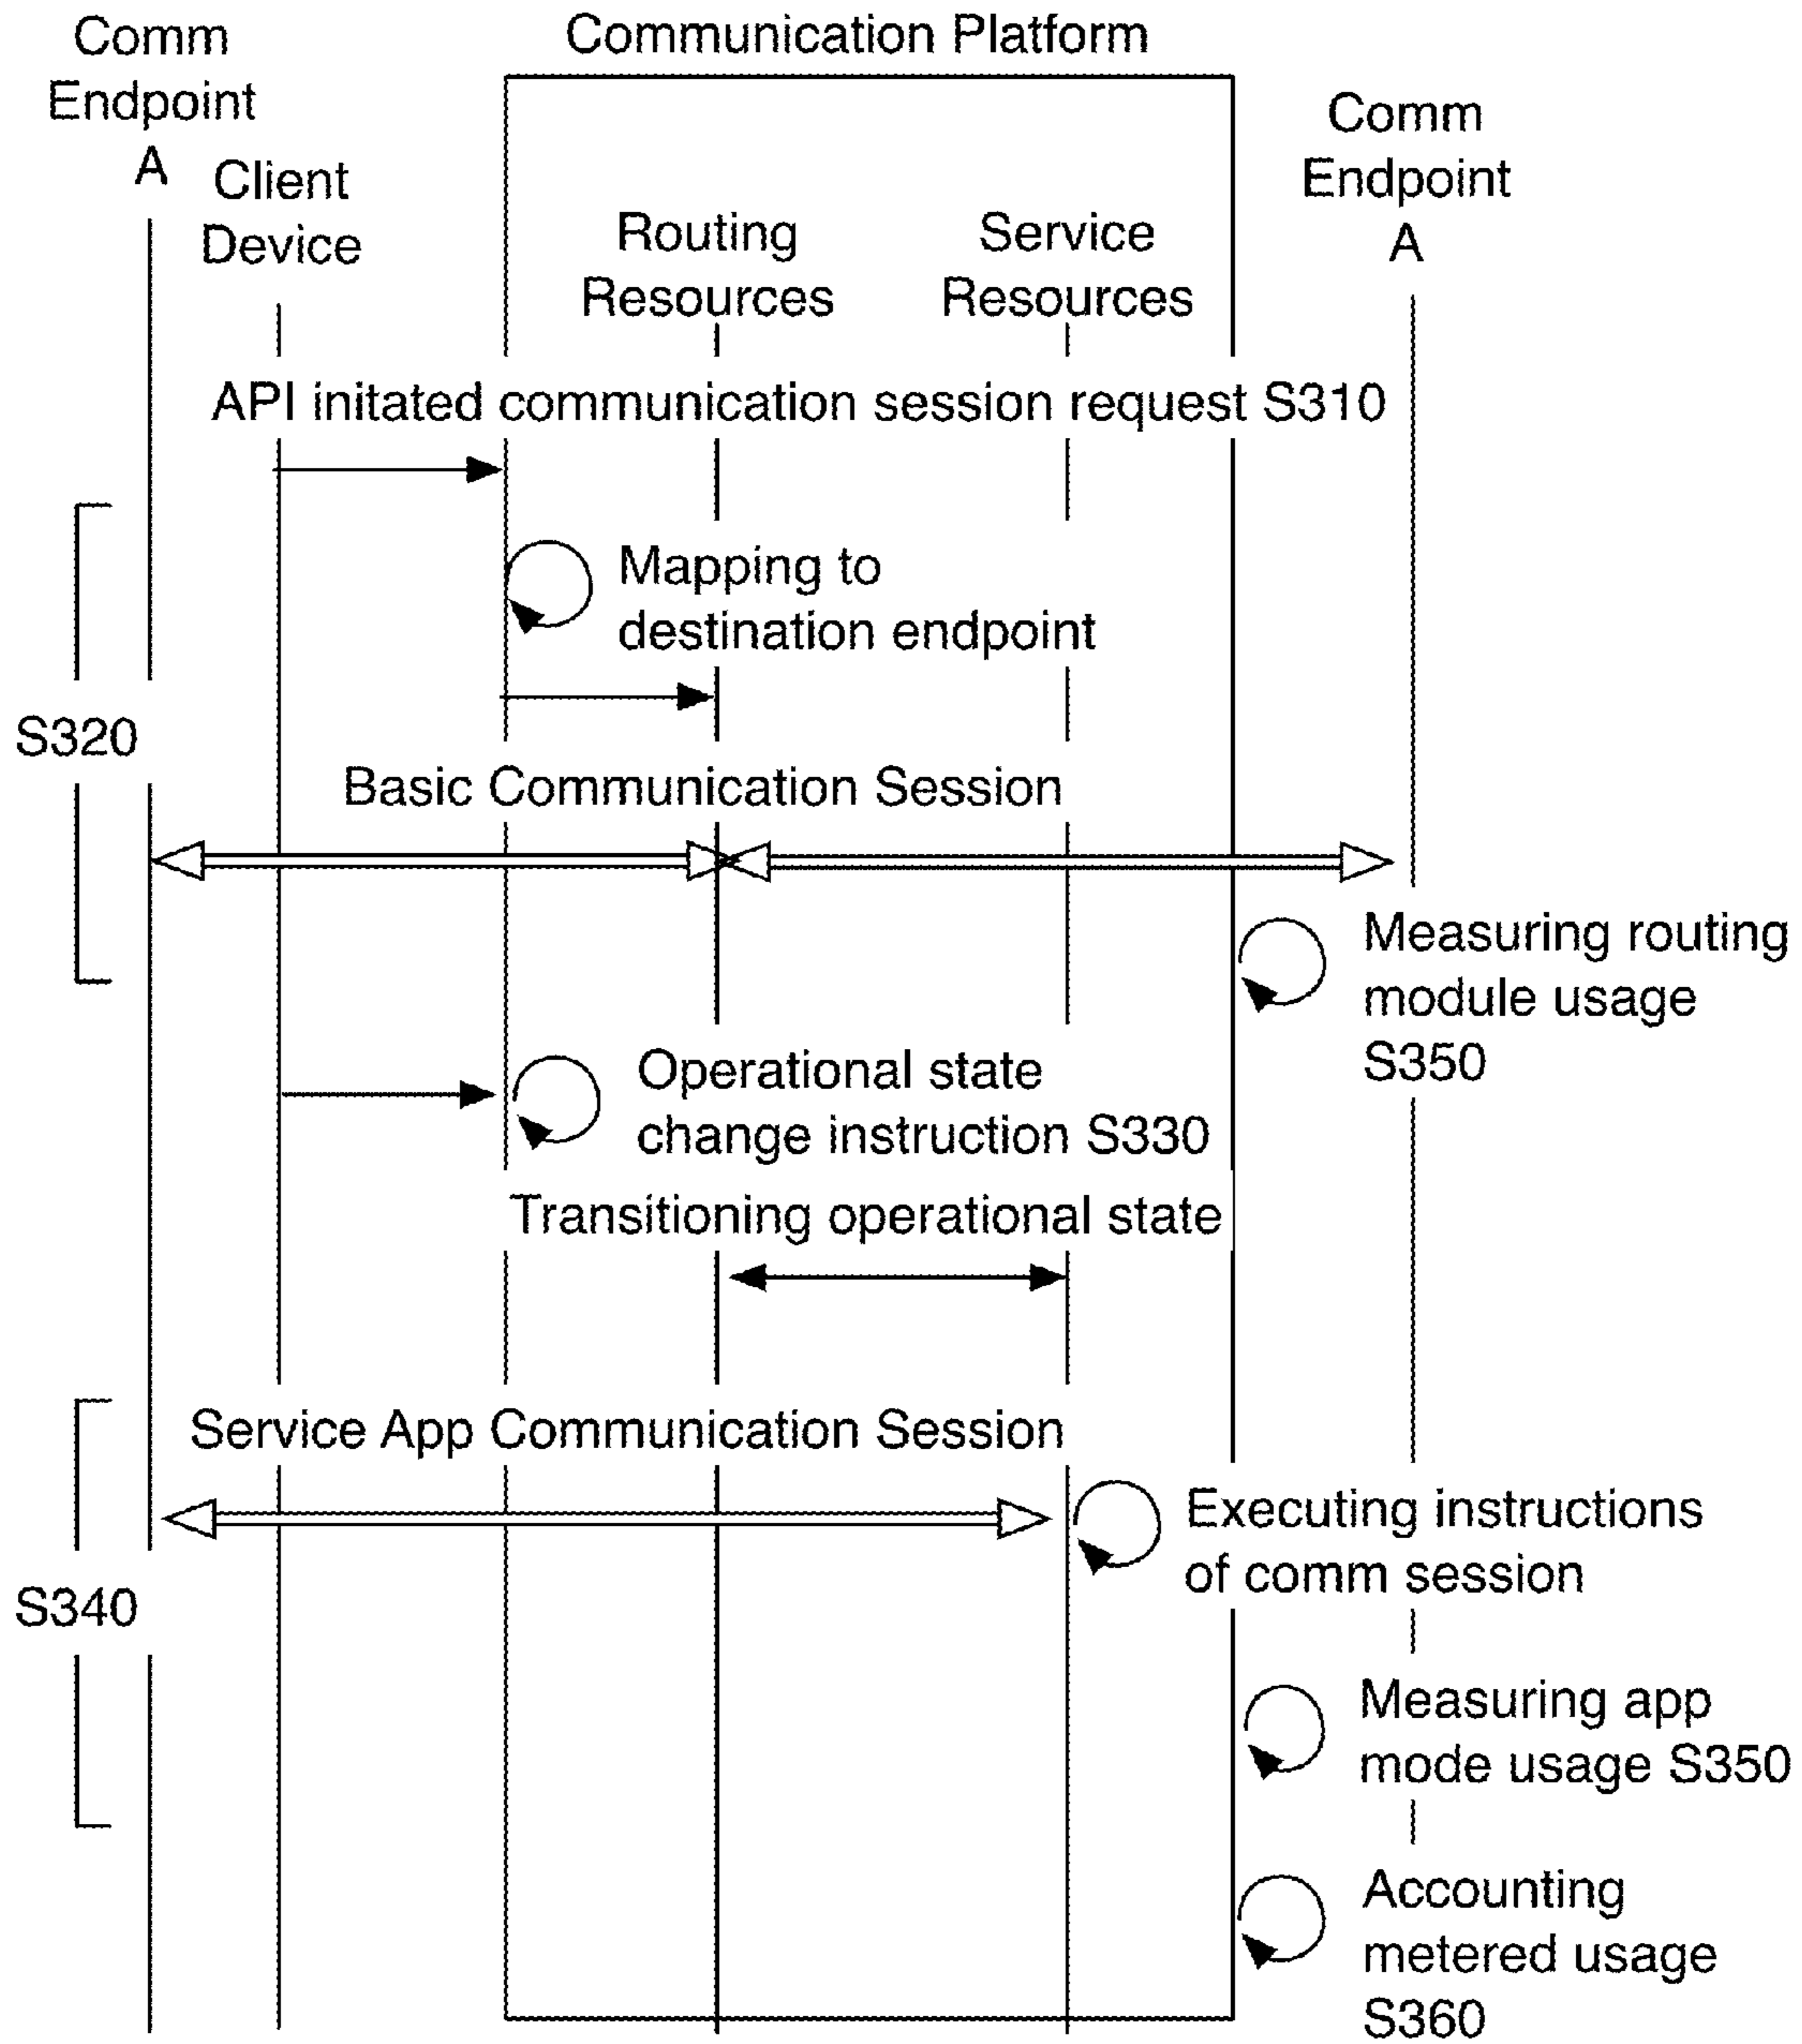 Comm
Endpoint
A
Client
Device
Communication Platform
Routing
Resources
Service
Resources
Comm
Endpoint
A
API initated communication session request S310
Mapping to
destination endpoint
S320
Basic Communication Session
Measuring routing
module usage
S350
Operational state
change instruction S330
Transitioning operational state
Service App Communication Session
Executing instructions
of comm session
S340
Measuring app
mode usage S350
Accounting
metered usage
S360